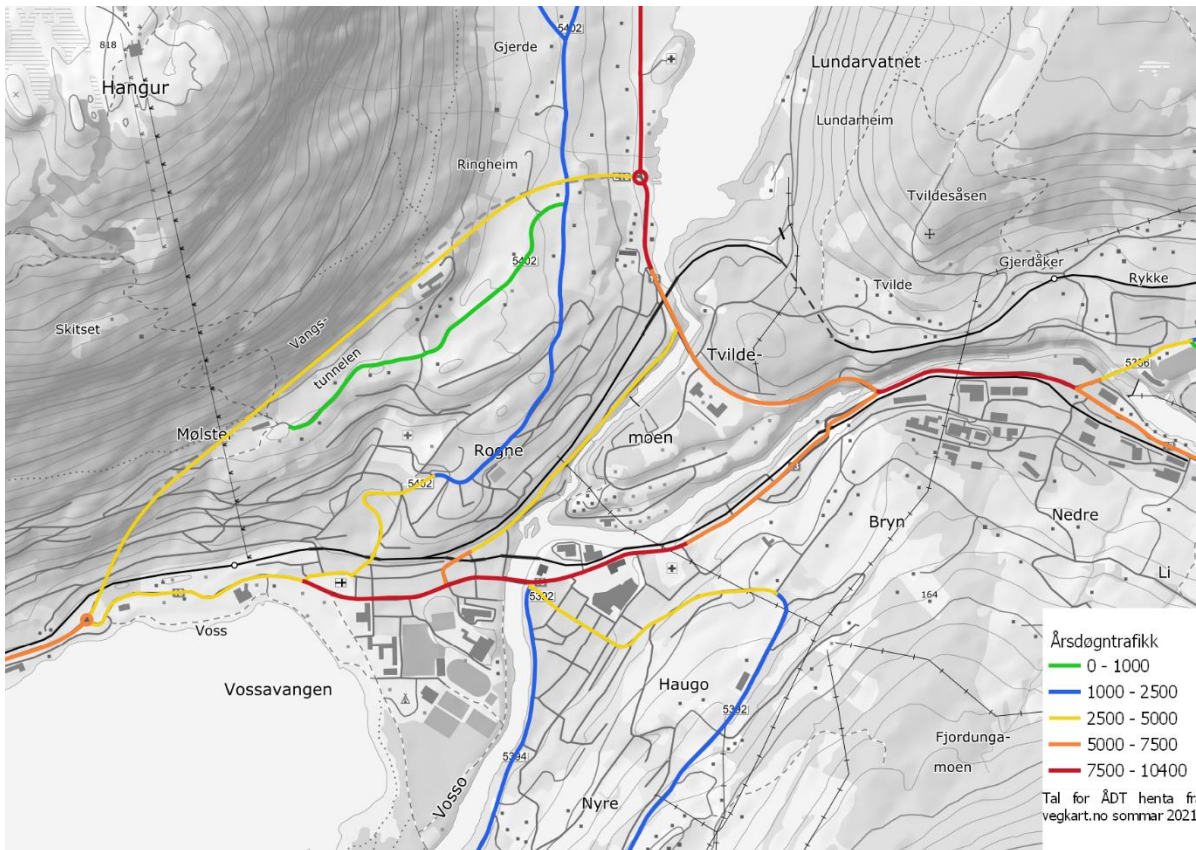 5402
Gjerde
818
Lundarvatnet
Hangur
Lundarheim
Ringheim
Tvildesåsen
Gjerdåker
5402
Rykke
Tvilde
Skitset
Vangs-
tunnelen
Tvilde-
5336
Mølster
moen
Rogne
5402
Bryn
Nedre
Li
5392
164
Voss
Årsdøgntrafikk
0 - 1000
1000 - 2500
2500 - 5000
5000 - 7500
7500 - 10400
Tal for ÅDT henta fr
vegkart.no sommar 2021
Vossavangen
Haugo
5392
Fjordunga-
moen
5394
Vosso
Nyre